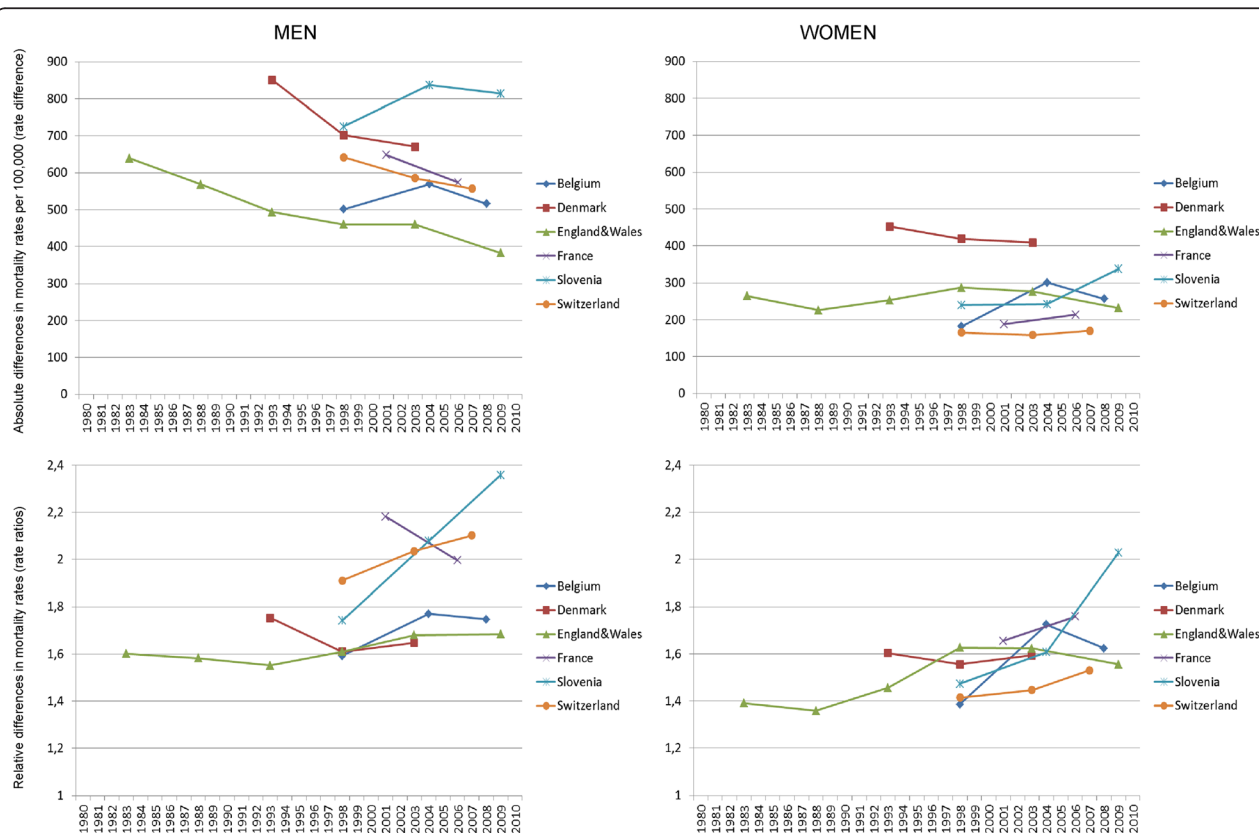 MEN
Absolute differences in mortality rates per 100,000 (rate difference)
900
800
700
600
500
400
300
200
100
0
1980 1981 1982 1983 1984 1985 1986 1987 1988 1989 1990 1991 1992 1993 1994 1995 1996 1997 1998 1999 2000 2001 2002 2003 2004 2005 2006 2007 2008 2009 2010
Belgium
Denmark
England&Wales
France
Slovenia
Switzerland
WOMEN
900
800
700
600
500
400
300
200
100
0
1980 1981 1982 1983 1984 1985 1986 1987 1988 1989 1990 1991 1992 1993 1994 1995 1996 1997 1998 1999 2000 2001 2002 2003 2004 2005 2006 2007 2008 2009 2010
Belgium
Denmark
England&Wales
France
Slovenia
Switzerland
Relative differences in mortality rates (rate ratios)
2,4
2,2
2
1,8
1,6
1,4
1,2
1
1980 1981 1982 1983 1984 1985 1986 1987 1988 1989 1990 1991 1992 1993 1994 1995 1996 1997 1998 1999 2000 2001 2002 2003 2004 2005 2006 2007 2008 2009 2010
Belgium
Denmark
England&Wales
France
Slovenia
Switzerland
2,4
2,2
2
1,8
1,6
1,4
1,2
1
1980 1981 1982 1983 1984 1985 1986 1987 1988 1989 1990 1991 1992 1993 1994 1995 1996 1997 1998 1999 2000 2001 2002 2003 2004 2005 2006 2007 2008 2009 2010
Belgium
Denmark
England&Wales
France
Slovenia
Switzerland